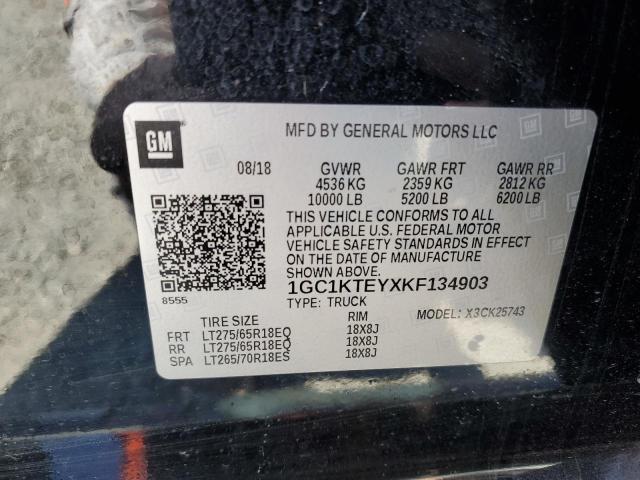 GM
MFD BY GENERAL MOTORS LLC
08/18 GVWR GAWR FRT GAWR RR
4536 KG 2359 KG 2812 KG
10000 LB 5200 LB 6200 LB
THIS VEHICLE CONFORMS TO ALL
APPLICABLE U.S. FEDERAL MOTOR
VEHICLE SAFETY STANDARDS IN EFFECT
ON THE DATE OF MANUFACTURE
SHOWN ABOVE.
8555
1GC1KTEYXKF134903
TYPE: TRUCK MODEL: X3CK25743
TIRE SIZE RIM
FRT LT275/65R18EQ 18X8J
RR LT275/65R18EQ 18X8J
SPA LT265/70R18ES 18X8J